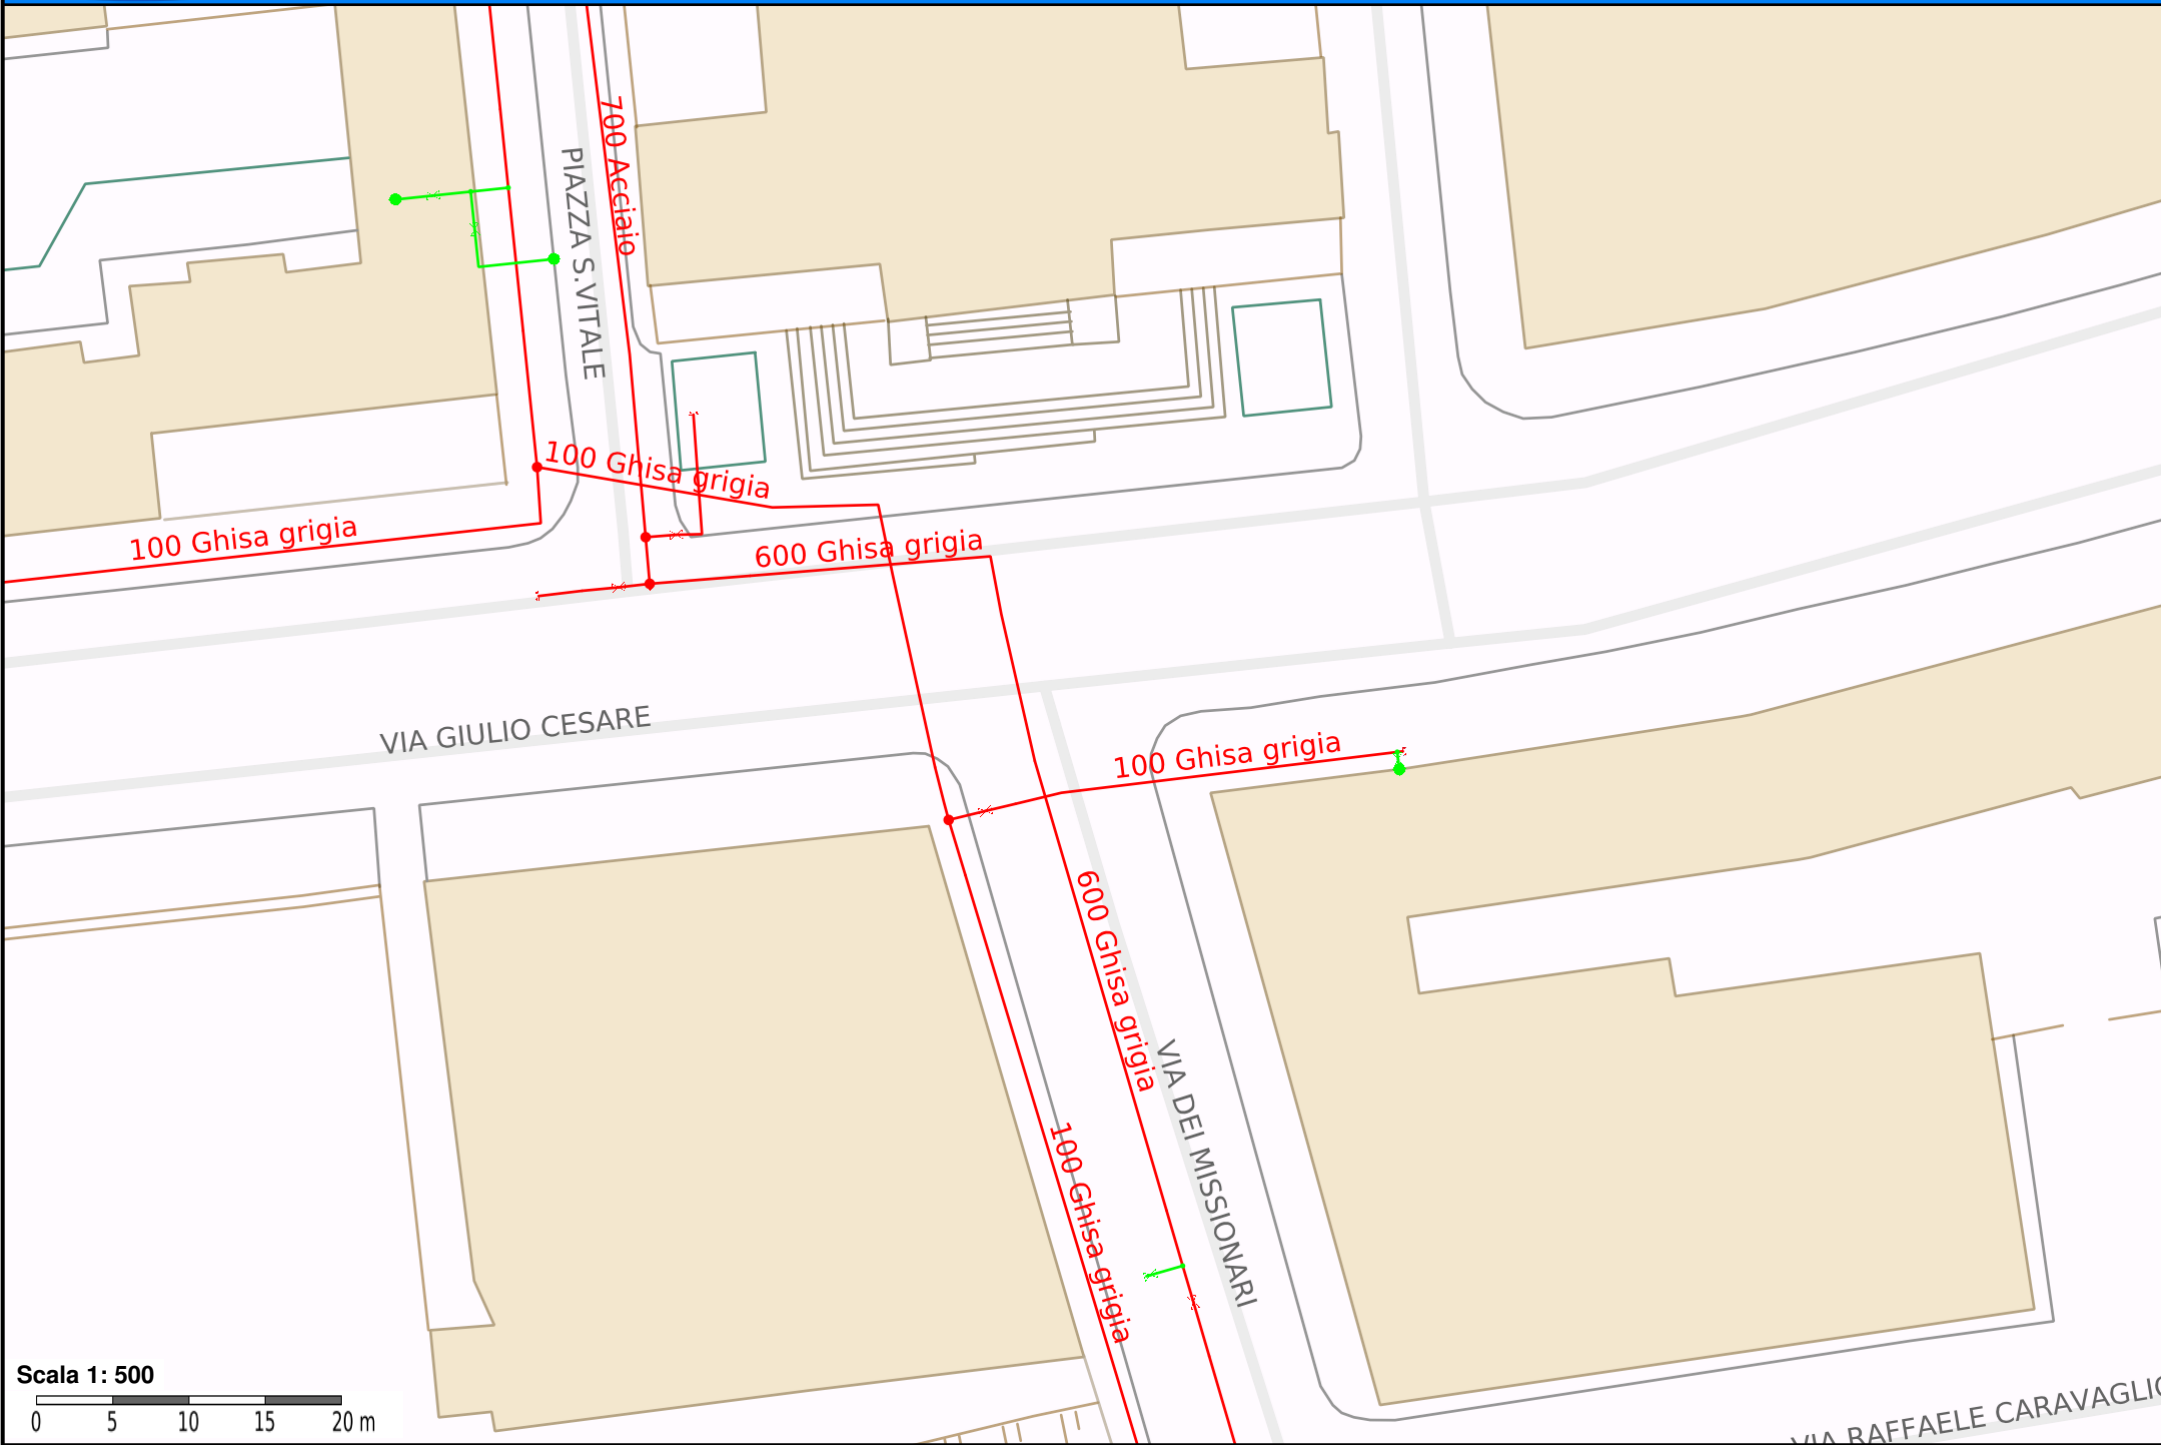 700 Acciaio
PIAZZA S.VITALE
100 Ghisa grigia
100 Ghisa grigia
600 Ghisa grigia
VIA GIULIO CESARE
100 Ghisa grigia
600 Ghisa grigia
VIA DEI MISSIONARI
100 Ghisa grigia
Scala 1: 500
0 5 10 15 20 m
VIA RAFFAELE CARAVAGLIO